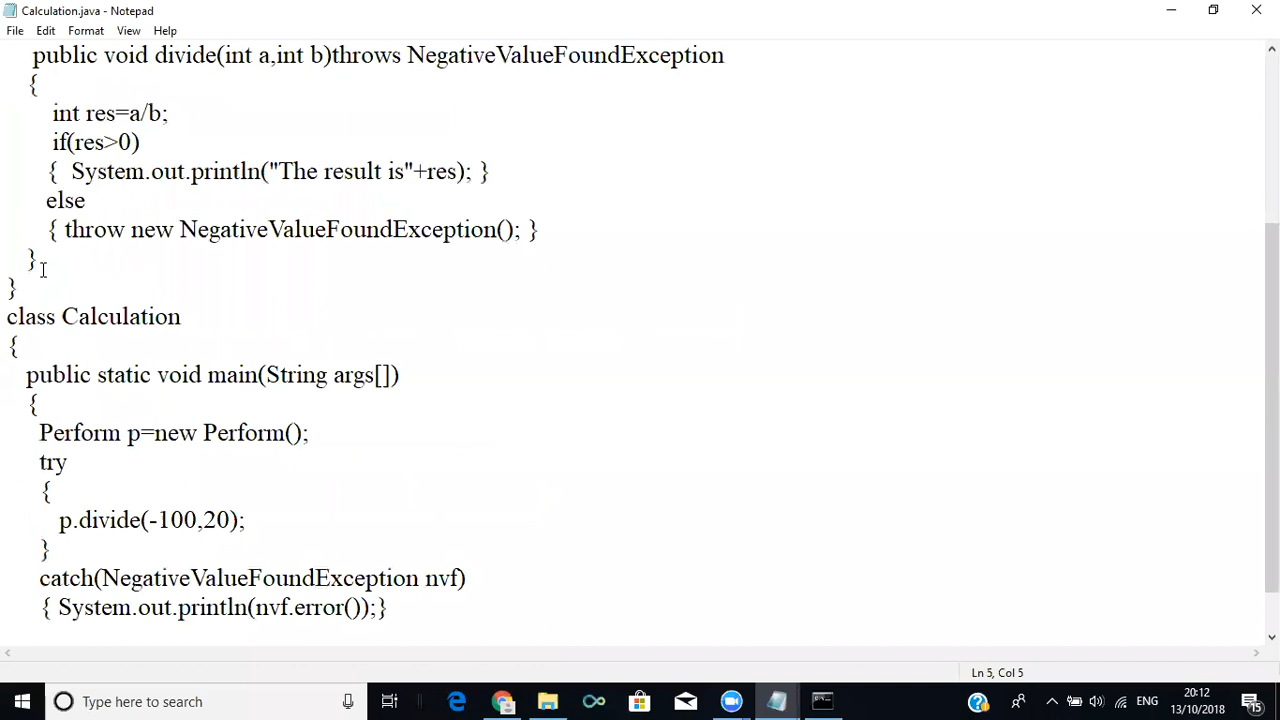 Calculation.java - Notepad
File Edit Format View Help
public void divide(int a,int b)throws NegativeValueFoundException
{
int res=a/b;
if(res>0)
{  System.out.println("The result is"+res); }
else
{ throw new NegativeValueFoundException(); }
}
}
class Calculation
{
public static void main(String args[])
{
Perform p=new Perform();
try
{
p.divide(-100,20);
}
catch(NegativeValueFoundException nvf)
{ System.out.println(nvf.error());}
Ln 5, Col 5
Type here to search
ENG
20:12
13/10/2018
15